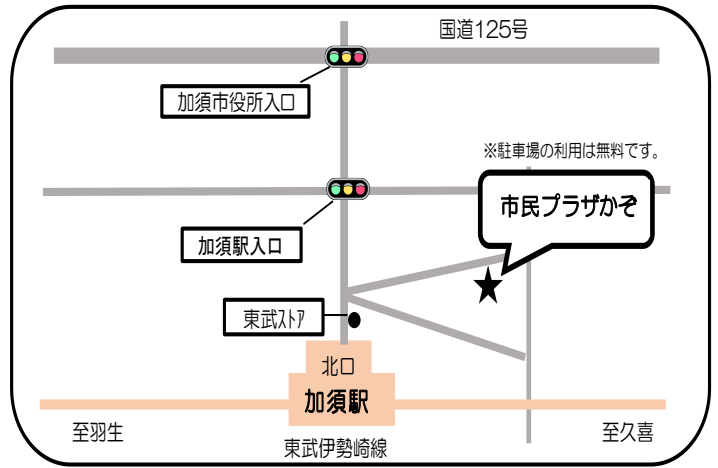 国道125号
加須市役所入口
※駐車場の利用は無料です。
市民プラザかぞ
加須駅入口
東武ストア
北口
加須駅
至羽生
東武伊勢崎線
至久喜